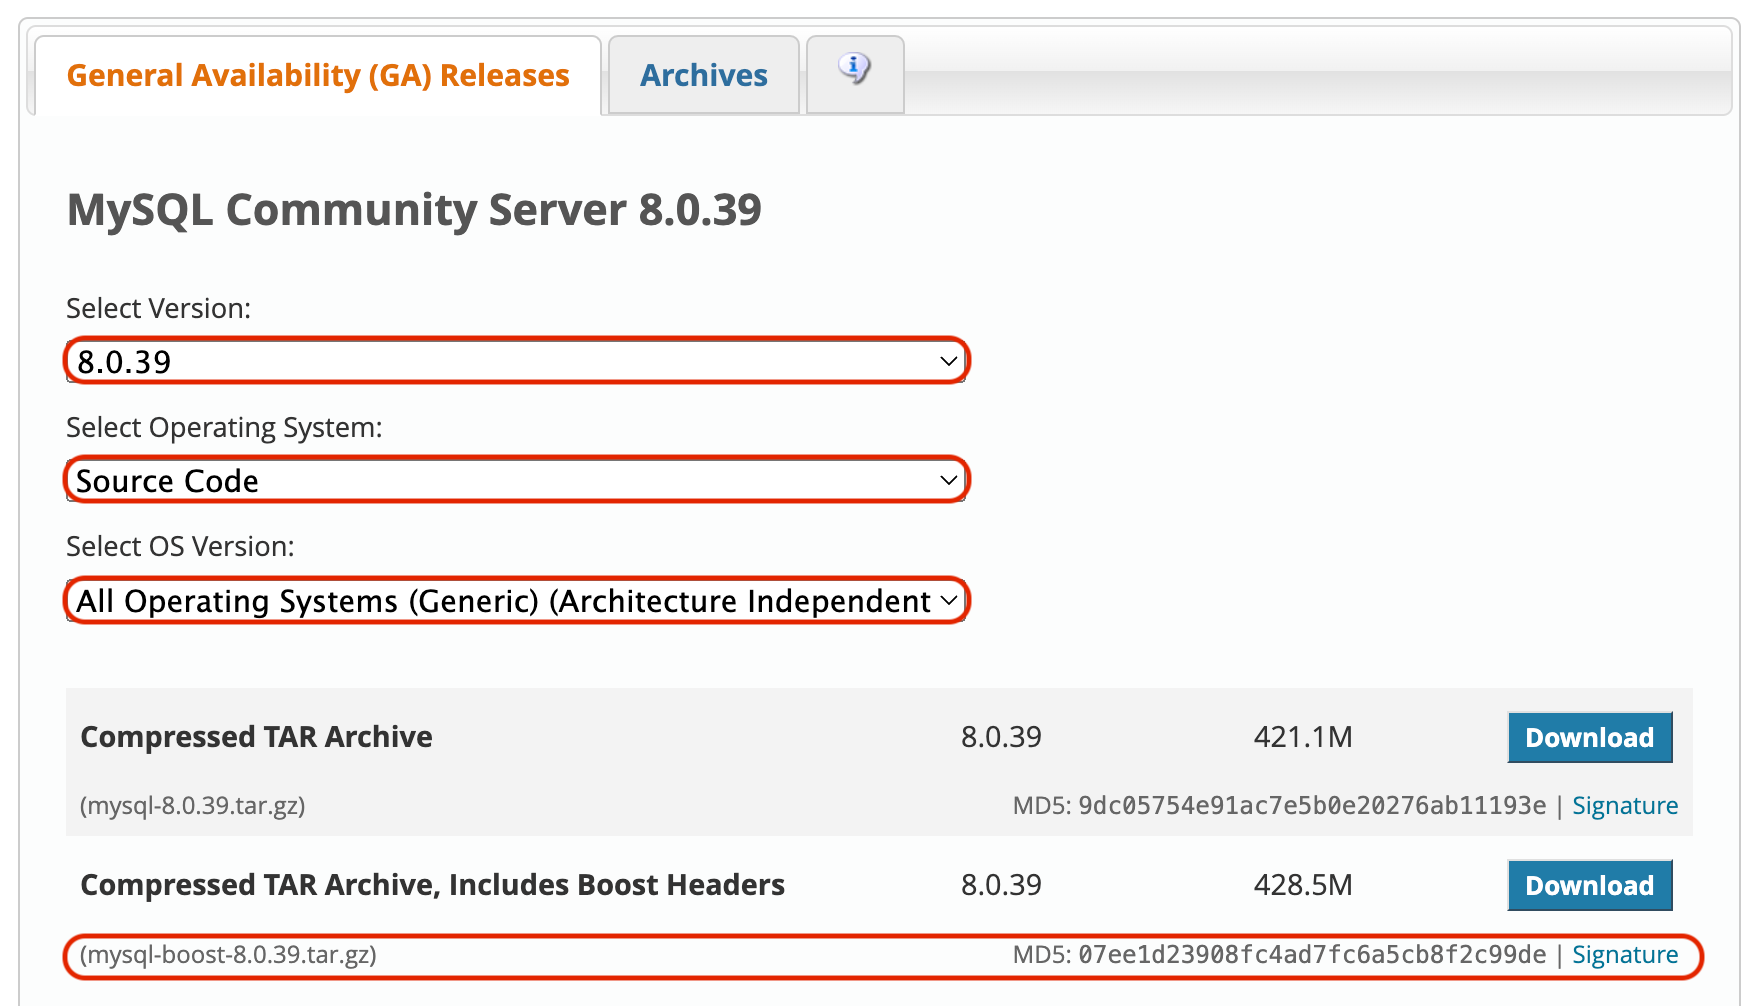 General Availability (GA) Releases Archives
MySQL Community Server 8.0.39
Select Version:
8.0.39
Select Operating System:
Source Code
Select OS Version:
All Operating Systems (Generic) (Architecture Independent
Compressed TAR Archive 8.0.39 421.1M Download
(mysql-8.0.39.tar.gz) MD5: 9dc05754e91ac7e5b0e20276ab11193e | Signature
Compressed TAR Archive, Includes Boost Headers 8.0.39 428.5M Download
(mysql-boost-8.0.39.tar.gz) MD5: 07ee1d23908fc4ad7fc6a5cb8f2c99de | Signature